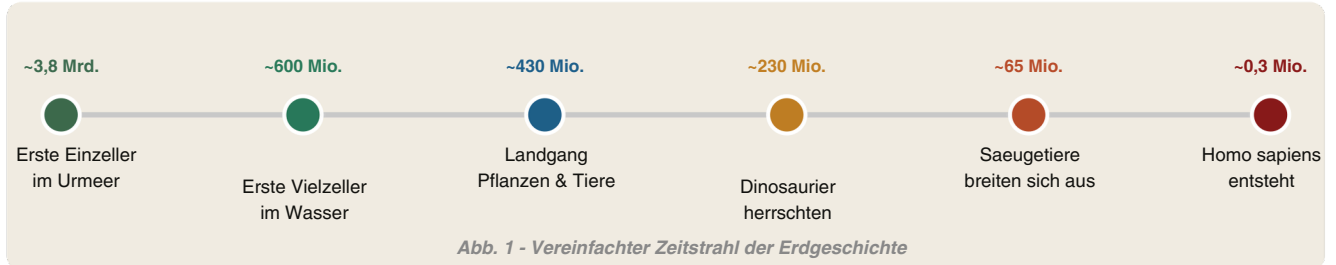 ~3,8 Mrd.
~600 Mio.
~430 Mio.
~230 Mio.
~65 Mio.
~0,3 Mio.
Erste Einzeller
im Urmeer
Erste Vielzeller
im Wasser
Landgang
Pflanzen & Tiere
Dinosaurier
herrschten
Saeugetiere
breiten sich aus
Homo sapiens
entsteht
Abb. 1 - Vereinfachter Zeitstrahl der Erdgeschichte